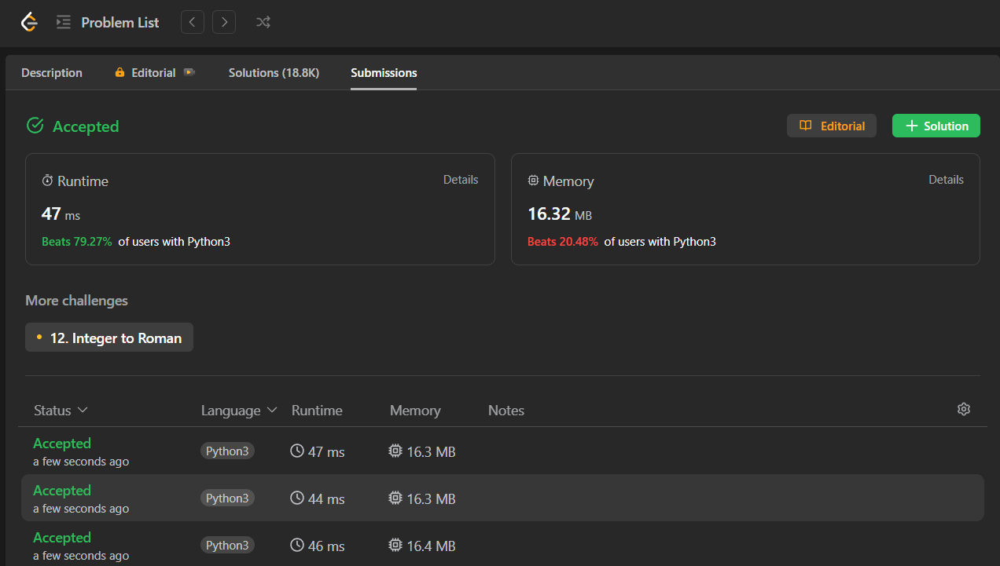 Problem List
Description Editorial Solutions (18.8K) Submissions
Accepted Editorial + Solution
Runtime Details
47 ms
Beats 79.27% of users with Python3
Memory Details
16.32 MB
Beats 20.48% of users with Python3
More challenges
12. Integer to Roman
Status Language Runtime Memory Notes
Accepted
a few seconds ago
Python3 47 ms 16.3 MB
Accepted
a few seconds ago
Python3 44 ms 16.3 MB
Accepted
a few seconds ago
Python3 46 ms 16.4 MB